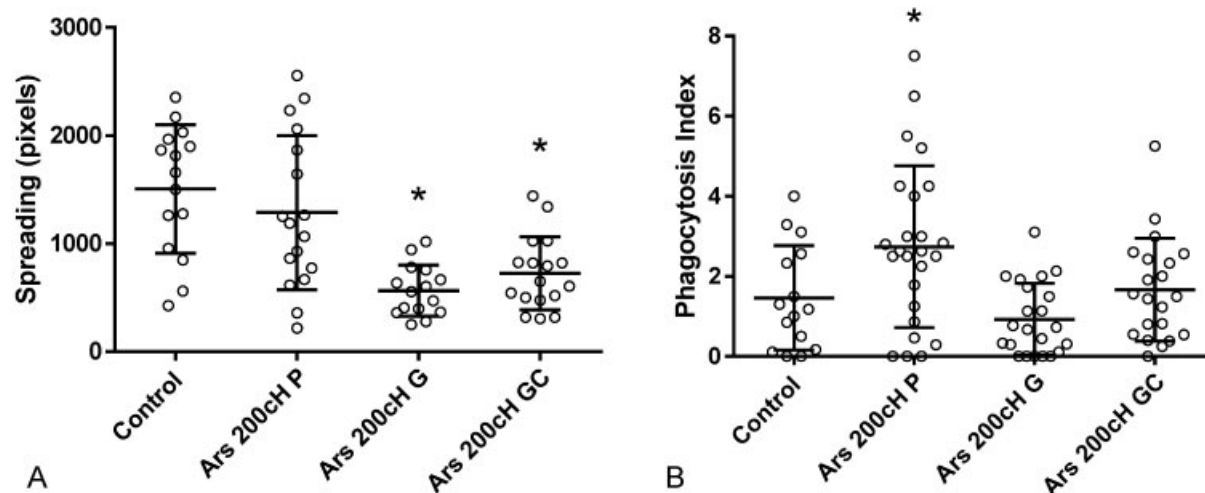 Spreading (pixels)
3000
2000
1000
0
*
*
Control
Ars 200cH P
Ars 200cH G
Ars 200cH GC
A
Phagocytosis Index
8
6
4
2
0
*
Control
Ars 200cH P
Ars 200cH G
Ars 200cH GC
B